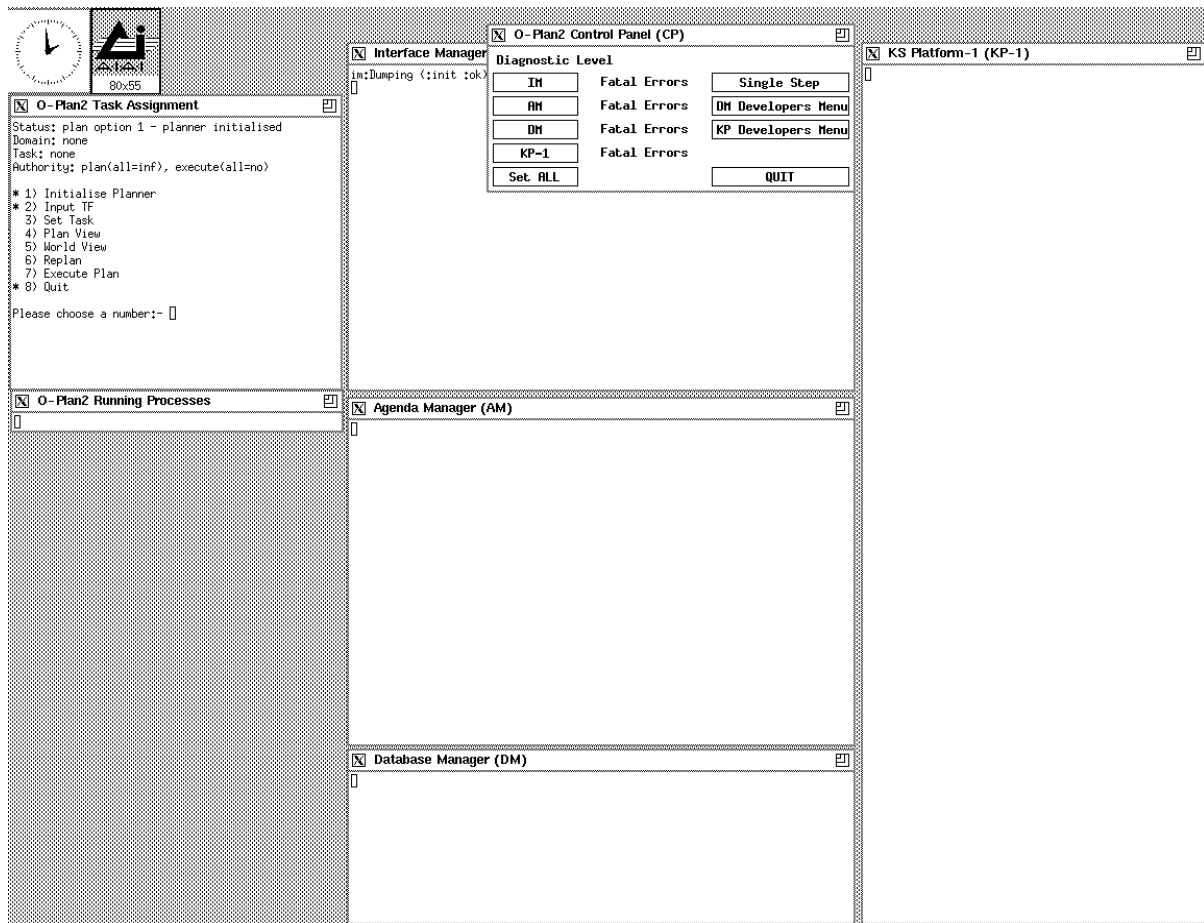 Ai
A·I·A·I
80x55
O-Plan2 Task Assignment
Status: plan option 1 - planner initialised
Domain: none
Task: none
Authority: plan(all=inf), execute(all=no)
* 1) Initialise Planner
* 2) Input TF
3) Set Task
4) Plan View
5) World View
6) Replan
7) Execute Plan
* 8) Quit
Please choose a number:-
O-Plan2 Running Processes
Interface Manager
im:Dumping (:init :ok)
O-Plan2 Control Panel (CP)
Diagnostic Level
IM Fatal Errors Single Step
AM Fatal Errors DM Developers Menu
DM Fatal Errors KP Developers Menu
KP-1 Fatal Errors
Set ALL QUIT
Agenda Manager (AM)
Database Manager (DM)
KS Platform-1 (KP-1)